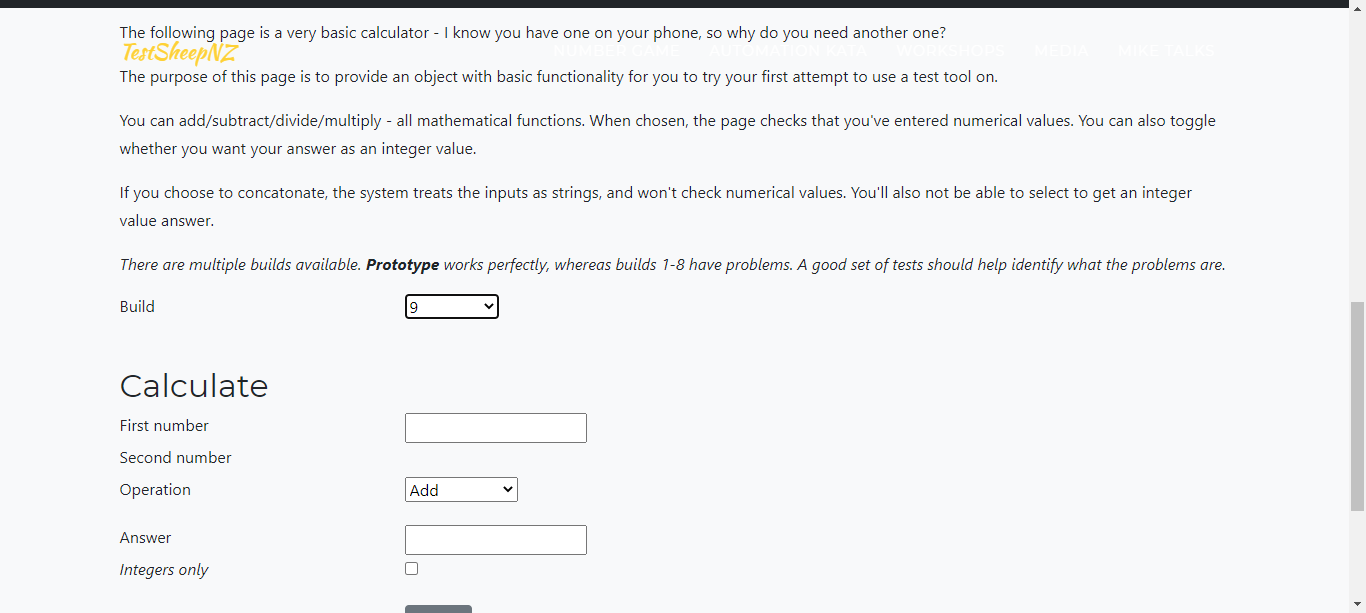 The following page is a very basic calculator - I know you have one on your phone, so why do you need another one?
TestSheepNZ
NUMBER GAME AUTOMATION WORKSHOPS MEDIA MIKE TALKS
The purpose of this page is to provide an object with basic functionality for you to try your first attempt to use a test tool on.
You can add/subtract/divide/multiply - all mathematical functions. When chosen, the page checks that you've entered numerical values. You can also toggle
whether you want your answer as an integer value.
If you choose to concatonate, the system treats the inputs as strings, and won't check numerical values. You'll also not be able to select to get an integer
value answer.
There are multiple builds available. Prototype works perfectly, whereas builds 1-8 have problems. A good set of tests should help identify what the problems are.
Build 9
Calculate
First number
Second number
Operation Add
Answer
Integers only